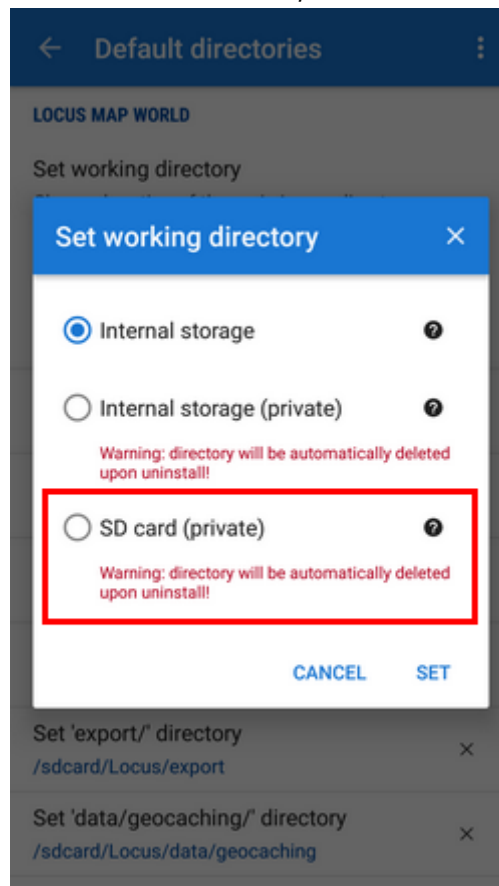 Default directories
LOCUS MAP WORLD
Set working directory
Set working directory
Internal storage
Internal storage (private)
Warning: directory will be automatically deleted
upon uninstall!
SD card (private)
Warning: directory will be automatically deleted
upon uninstall!
CANCEL SET
Set 'export/' directory
/sdcard/Locus/export
Set 'data/geocaching/' directory
/sdcard/Locus/data/geocaching